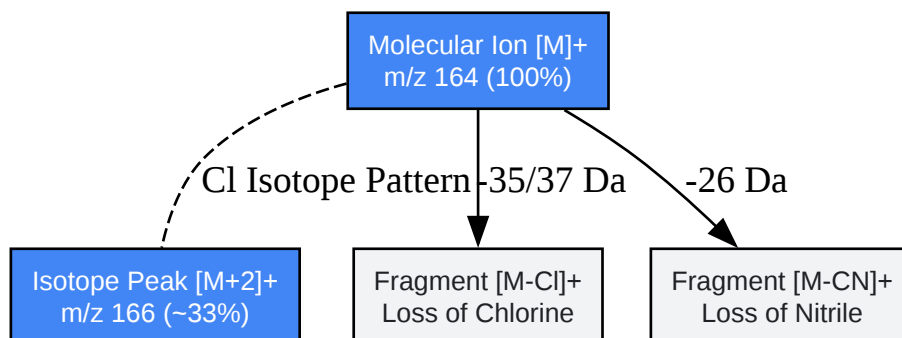 Molecular Ion [M]+
m/z 164 (100%)
Cl Isotope Pattern
-35/37 Da
-26 Da
Isotope Peak [M+2]+
m/z 166 (~33%)
Fragment [M-Cl]+
Loss of Chlorine
Fragment [M-CN]+
Loss of Nitrile